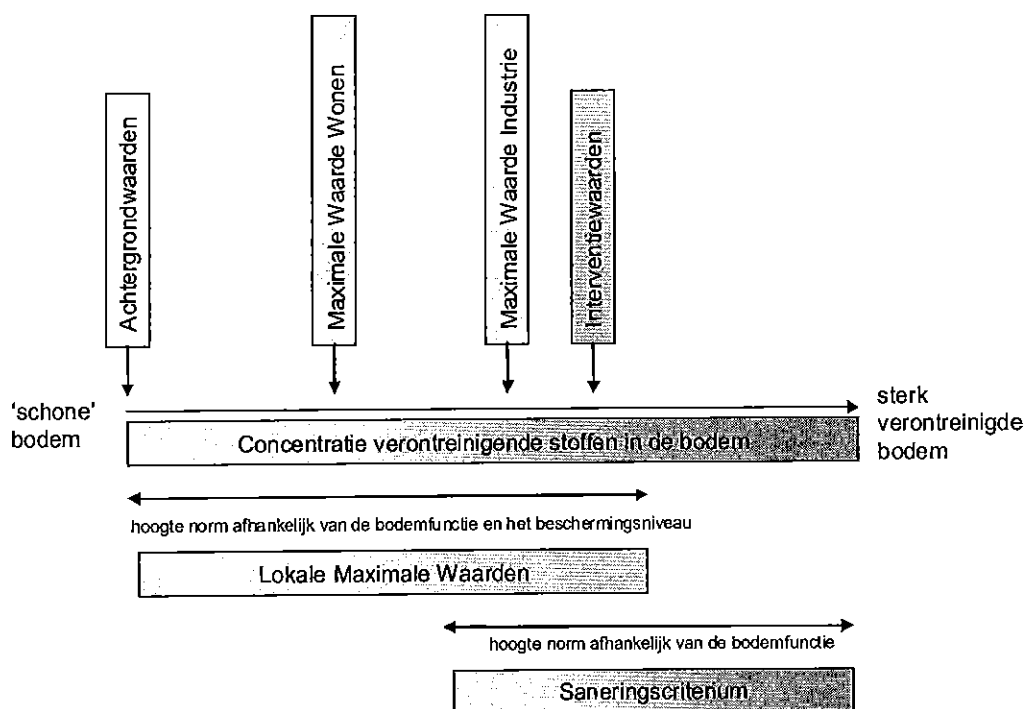 Achtergrondwaarden
Maximale Waarde Wonen
Maximale Waarde Industrie
Interventiewaarden
'schone'
bodem
sterk
verontreinigde
bodem
Concentratie verontreinigende stoffen in de bodem
hoogte norm afhankelijk van de bodemfunctie en het beschermingsniveau
Lokale Maximale Waarden
hoogte norm afhankelijk van de bodemfunctie
Saneringscriterium